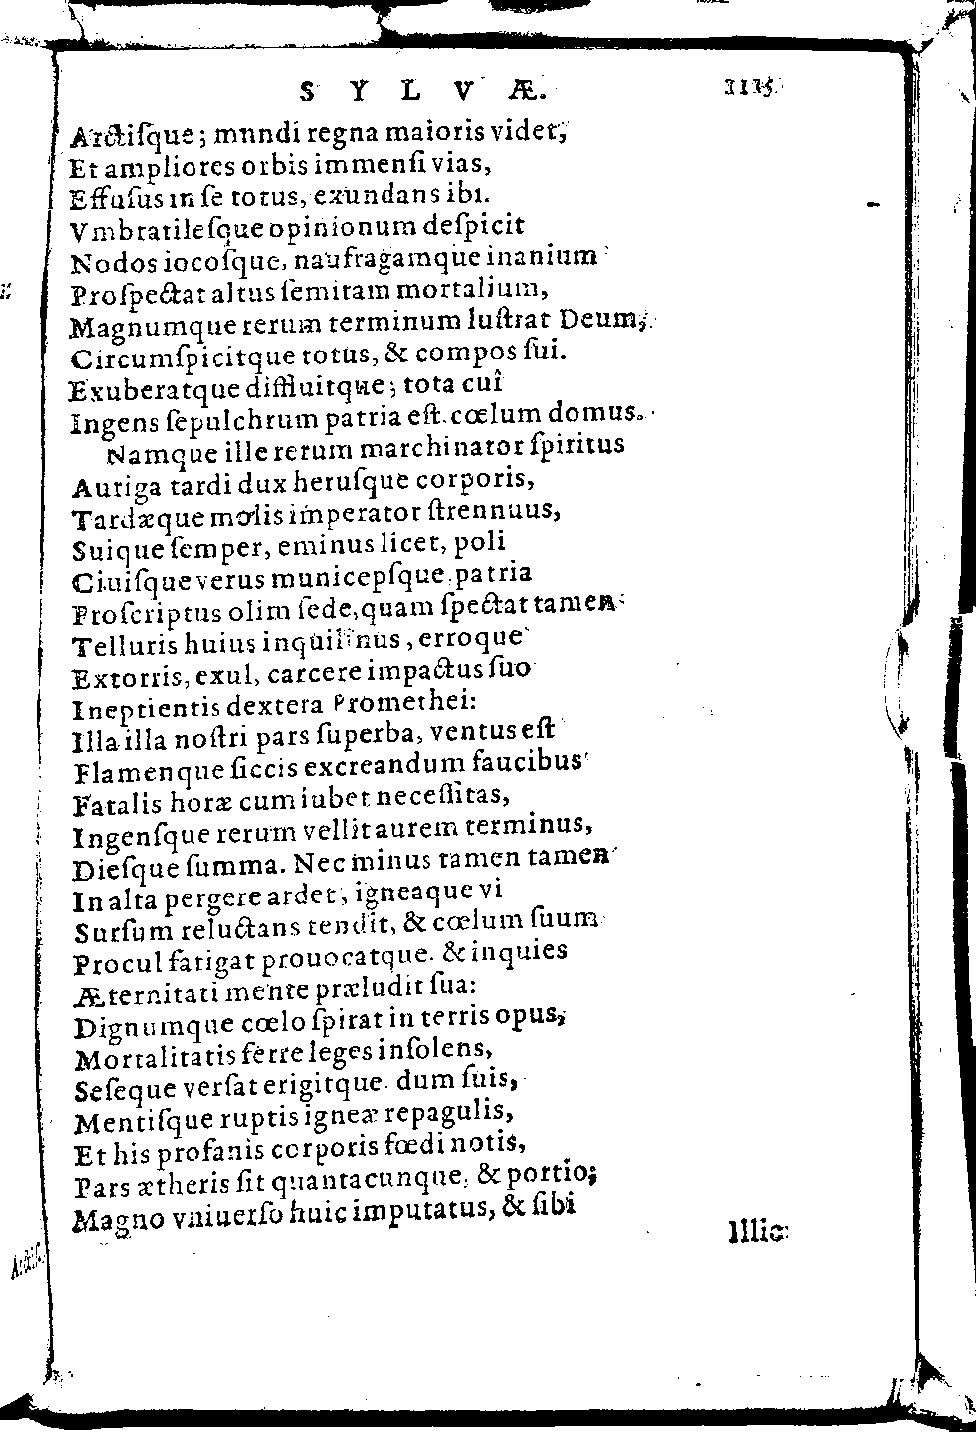 SYLVÆ.
Arctiſque; mundi regna maioris videt;
Et ampliores orbis immenſi vias,
Effuſus in ſe totus, exundans ibi.
Vmbratileſque opinionum deſpicit
Nodos iocoſque, naufragamque inanium
Proſpectat altus ſemitam mortalium,
Magnumque rerum terminum luſtrat Deum;
Circumſpicitque totus, & compos ſui.
Exuberatque diffluitque; tota cuî
Ingens ſepulchrum patria eſt. cœlum domus.
Namque ille rerum marchinator ſpiritus
Auriga tardi dux heruſque corporis,
Tardæque molis imperator ſtrennuus,
Suique ſemper, eminus licet, poli
Ciuiſque verus municepſque. patria
Proſcriptus olim ſede, quam ſpectat tamen
Telluris huius inquilinus, erroque
Extorris, exul, carcere impactus ſuo
Ineptientis dextera Promethei:
Illa illa noſtri pars ſuperba, ventus eſt
Flamenque ſiccis excreandum faucibus
Fatalis horæ cum iubet neceſſitas,
Ingenſque rerum vellit aurem terminus,
Dieſque ſumma. Nec minus tamen tamen
In alta pergere ardet, igneaque vi
Surſum reluctans tendit, & cœlum ſuum
Procul fatigat prouocatque. & inquies
Æternitati mente præludit ſua:
Dignumque cœlo ſpirat in terris opus,
Mortalitatis ferre leges inſolens,
Seſeque verſat erigitque. dum ſuis,
Mentiſque ruptis igneæ repagulis,
Et his profanis corporis fœdi notis,
Pars ætheris ſit quantacunque, & portio;
Magno vniuerſo huic imputatus, & ſibi
Illic